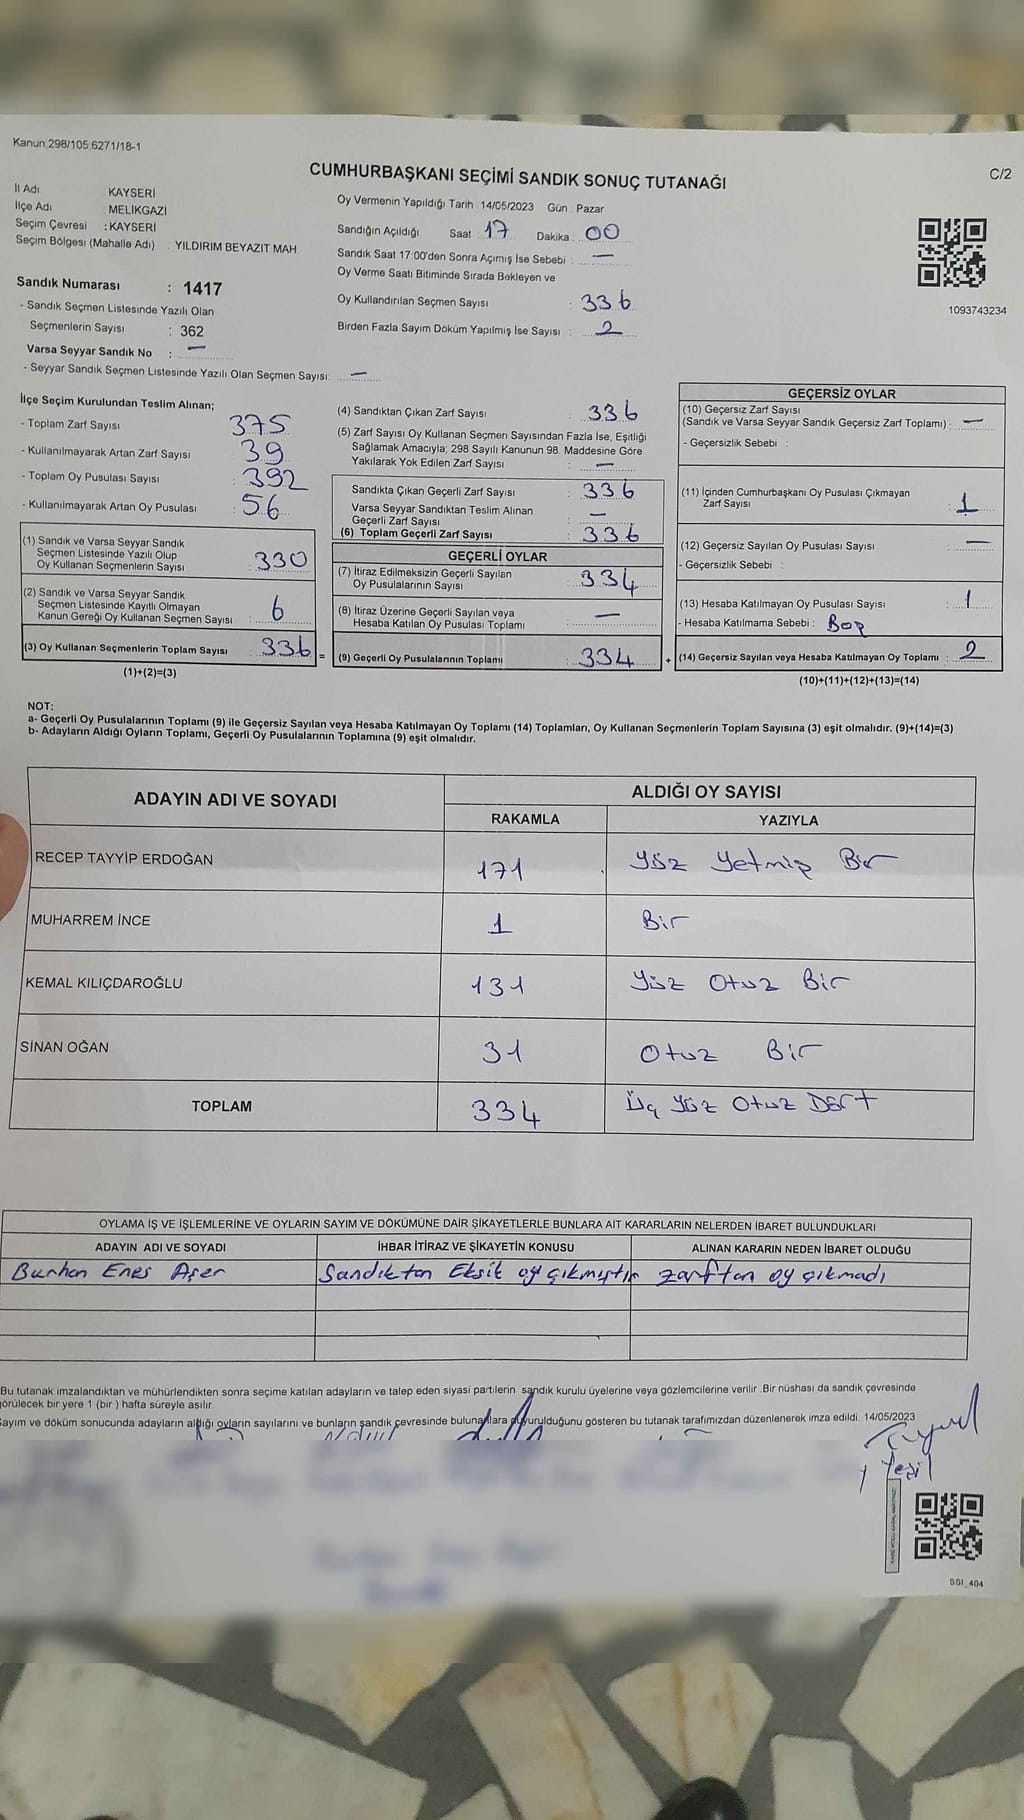 Kanun 298/105 6271/18-1
CUMHURBAŞKANI SEÇİMİ SANDIK SONUÇ TUTANAĞI
C/2
İl Adı KAYSERİ
İlçe Adı MELİKGAZİ
Seçim Çevresi : KAYSERİ
Seçim Bölgesi (Mahalle Adı) : YILDIRIM BEYAZIT MAH.
Sandık Numarası : 1417
- Sandık Seçmen Listesinde Yazılı Olan
Seçmenlerin Sayısı : 362
Varsa Seyyar Sandık No : —
- Seyyar Sandık Seçmen Listesinde Yazılı Olan Seçmen Sayısı: —
Oy Vermenin Yapıldığı Tarih 14/05/2023 Gün : Pazar
Sandığın Açıldığı Saat : 17 Dakika : 00
Sandık Saat 17:00'den Sonra Açımış İse Sebebi : —
Oy Verme Saati Bitiminde Sırada Bekleyen ve
Oy Kullandırılan Seçmen Sayısı : 336
Birden Fazla Sayım Döküm Yapılmış İse Sayısı : 2
1093743234
İlçe Seçim Kurulundan Teslim Alınan;
- Toplam Zarf Sayısı : 375
- Kullanılmayarak Artan Zarf Sayısı : 39
- Toplam Oy Pusulası Sayısı : 392
- Kullanılmayarak Artan Oy Pusulası : 56
(1) Sandık ve Varsa Seyyar Sandık
Seçmen Listesinde Yazılı Olup
Oy Kullanan Seçmenlerin Sayısı : 330
(2) Sandık ve Varsa Seyyar Sandık
Seçmen Listesinde Kayıtlı Olmayan
Kanun Gereği Oy Kullanan Seçmen Sayısı : 6
(3) Oy Kullanan Seçmenlerin Toplam Sayısı : 336 =
(1)+(2)=(3)
(4) Sandıktan Çıkan Zarf Sayısı : 336
(5) Zarf Sayısı Oy Kullanan Seçmen Sayısından Fazla İse, Eşitliği
Sağlamak Amacıyla; 298 Sayılı Kanunun 98. Maddesine Göre
Yakılarak Yok Edilen Zarf Sayısı : —
Sandıkta Çıkan Geçerli Zarf Sayısı : 336
Varsa Seyyar Sandıktan Teslim Alınan
Geçerli Zarf Sayısı : —
(6) Toplam Geçerli Zarf Sayısı : 336
GEÇERLİ OYLAR
(7) İtiraz Edilmeksizin Geçerli Sayılan
Oy Pusulalarının Sayısı : 334
(8) İtiraz Üzerine Geçerli Sayılan veya
Hesaba Katılan Oy Pusulası Toplamı : —
(9) Geçerli Oy Pusulalarının Toplamı : 334 +
GEÇERSİZ OYLAR
(10) Geçersiz Zarf Sayısı
(Sandık ve Varsa Seyyar Sandık Geçersiz Zarf Toplamı) : —
- Geçersizlik Sebebi :
(11) İçinden Cumhurbaşkanı Oy Pusulası Çıkmayan
Zarf Sayısı : 1
(12) Geçersiz Sayılan Oy Pusulası Sayısı : —
- Geçersizlik Sebebi :
(13) Hesaba Katılmayan Oy Pusulası Sayısı : 1
- Hesaba Katılmama Sebebi : Boş
(14) Geçersiz Sayılan veya Hesaba Katılmayan Oy Toplamı : 2
(10)+(11)+(12)+(13)=(14)
NOT:
a- Geçerli Oy Pusulalarının Toplamı (9) ile Geçersiz Sayılan veya Hesaba Katılmayan Oy Toplamı (14) Toplamları, Oy Kullanan Seçmenlerin Toplam Sayısına (3) eşit olmalıdır. (9)+(14)=(3)
b- Adayların Aldığı Oyların Toplamı, Geçerli Oy Pusulalarının Toplamına (9) eşit olmalıdır.
ADAYIN ADI VE SOYADI ALDIĞI OY SAYISI
RAKAMLA YAZIYLA
RECEP TAYYİP ERDOĞAN 171 Yüz Yetmiş Bir
MUHARREM İNCE 1 Bir
KEMAL KILIÇDAROĞLU 131 Yüz Otuz Bir
SİNAN OĞAN 31 Otuz Bir
TOPLAM 334 Üç Yüz Otuz Dört
OYLAMA İŞ VE İŞLEMLERİNE VE OYLARIN SAYIM VE DÖKÜMÜNE DAİR ŞİKAYETLERLE BUNLARA AİT KARARLARIN NELERDEN İBARET BULUNDUKLARI
ADAYIN ADI VE SOYADI İHBAR İTİRAZ VE ŞİKAYETİN KONUSU ALINAN KARARIN NEDEN İBARET OLDUĞU
Burhan Enes Aşer Sandıktan Eksik oy çıkmıştır zarftan oy çıkmadı
Bu tutanak imzalandıktan ve mühürlendikten sonra seçime katılan adayların ve talep eden siyasi partilerin sandık kurulu üyelerine veya gözlemcilerine verilir .Bir nüshası da sandık çevresinde
görülecek bir yere 1 (bir ) hafta süreyle asılır.
Sayım ve döküm sonucunda adayların aldığı oyların sayılarını ve bunların sandık çevresinde bulunanlara duyurulduğunu gösteren bu tutanak tarafımızdan düzenlenerek imza edildi. 14/05/2023
Yeşil
SSI_404